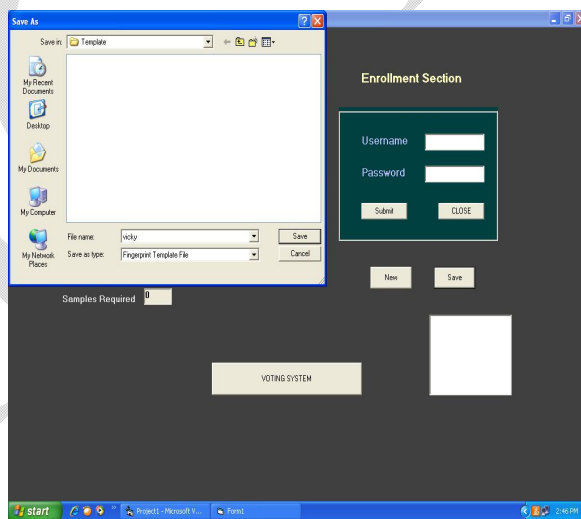 Save As
Save in: Template
My Recent
Documents
Desktop
My Documents
My Computer
My Network
Places
File name: vicky Save
Save as type: Fingerprint Template File Cancel
Enrollment Section
Username
Password
Submit CLOSE
New Save
Samples Required 0
VOTING SYSTEM
start Project1 - Microsoft V... Form1 2:46 PM